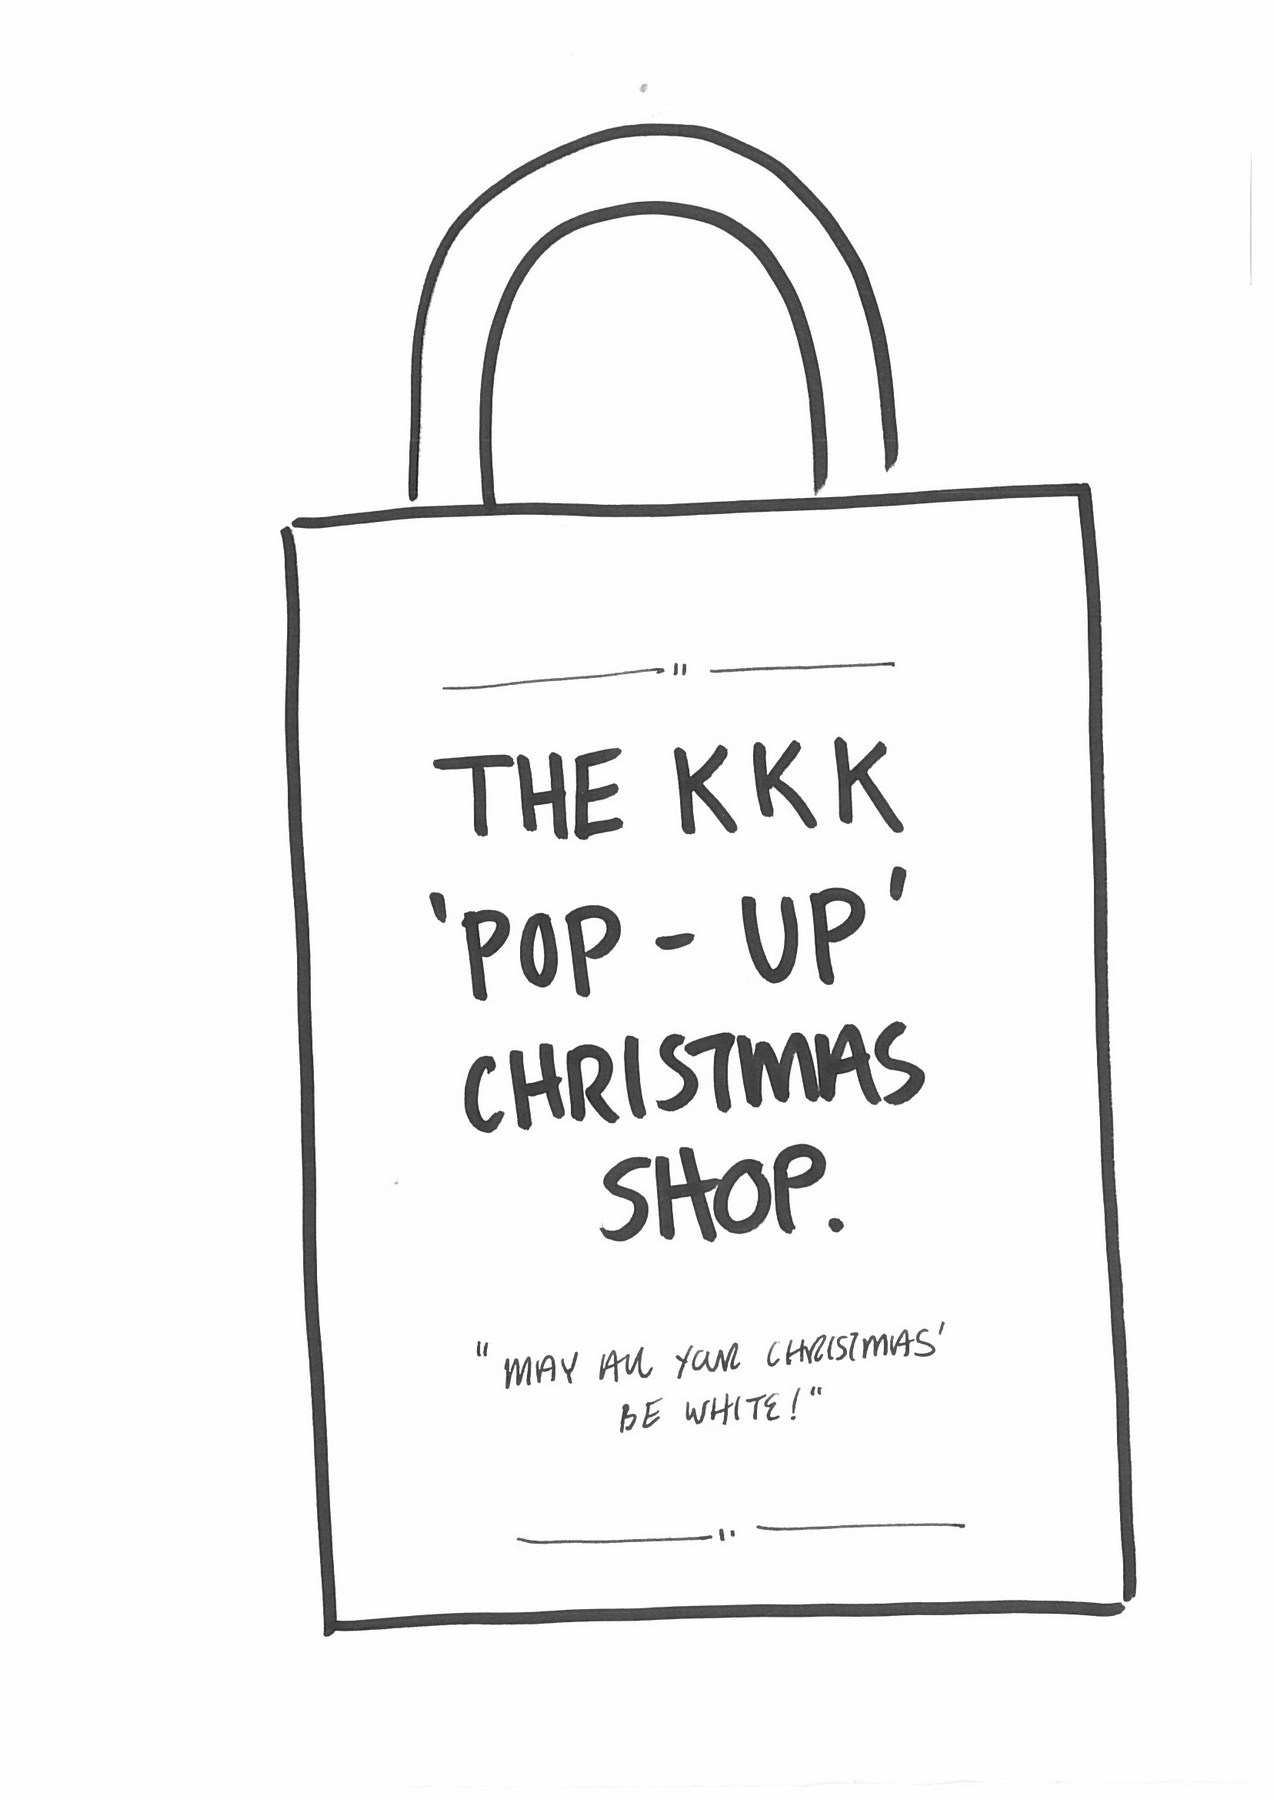 THE KKK
'POP - UP'
CHRISTMAS
SHOP.
"MAY ALL YOUR CHRISTMAS'
BE WHITE!"